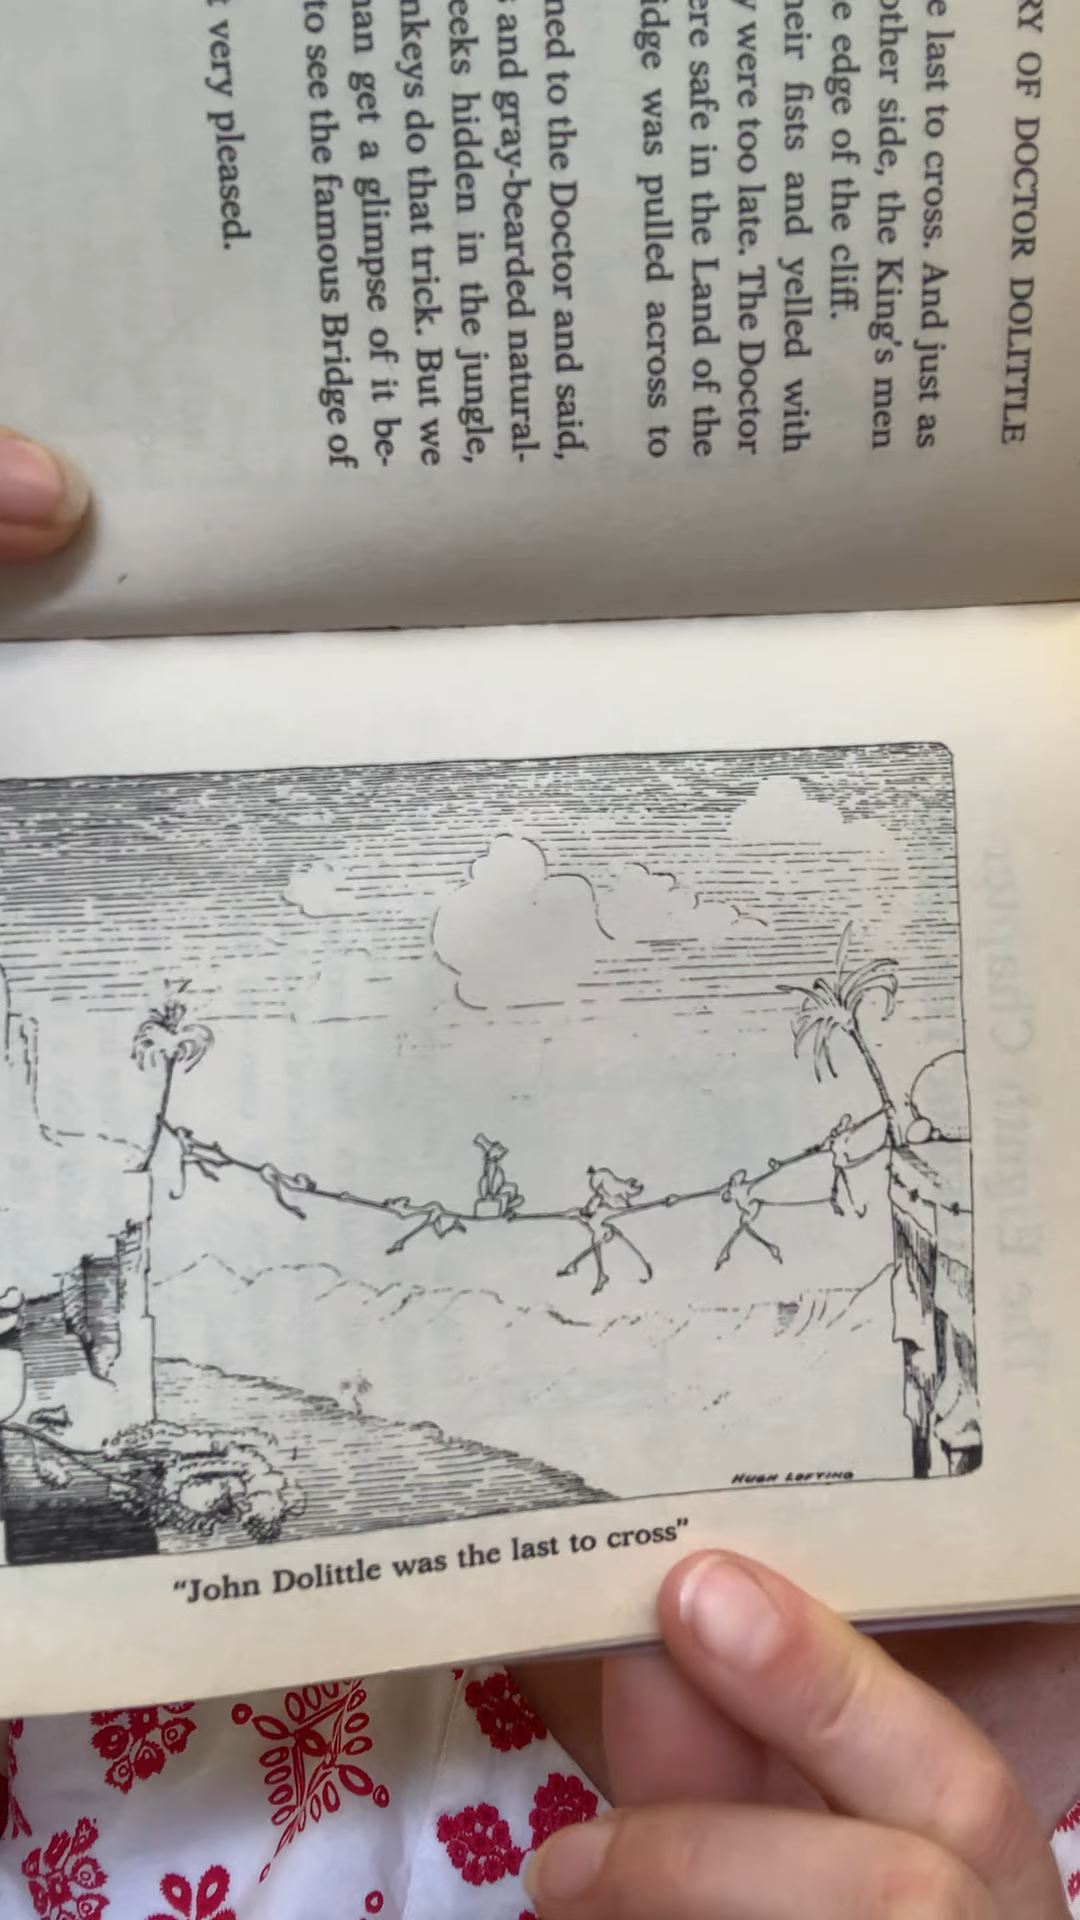 RY OF DOCTOR DOLITTLE
e last to cross. And just as
other side, the King's men
e edge of the cliff.
heir fists and yelled with
y were too late. The Doctor
ere safe in the Land of the
idge was pulled across to
ned to the Doctor and said,
s and gray-bearded natural-
eeks hidden in the jungle,
nkeys do that trick. But we
nan get a glimpse of it be-
to see the famous Bridge of
t very pleased.
HUGH LOFTING
"John Dolittle was the last to cross"